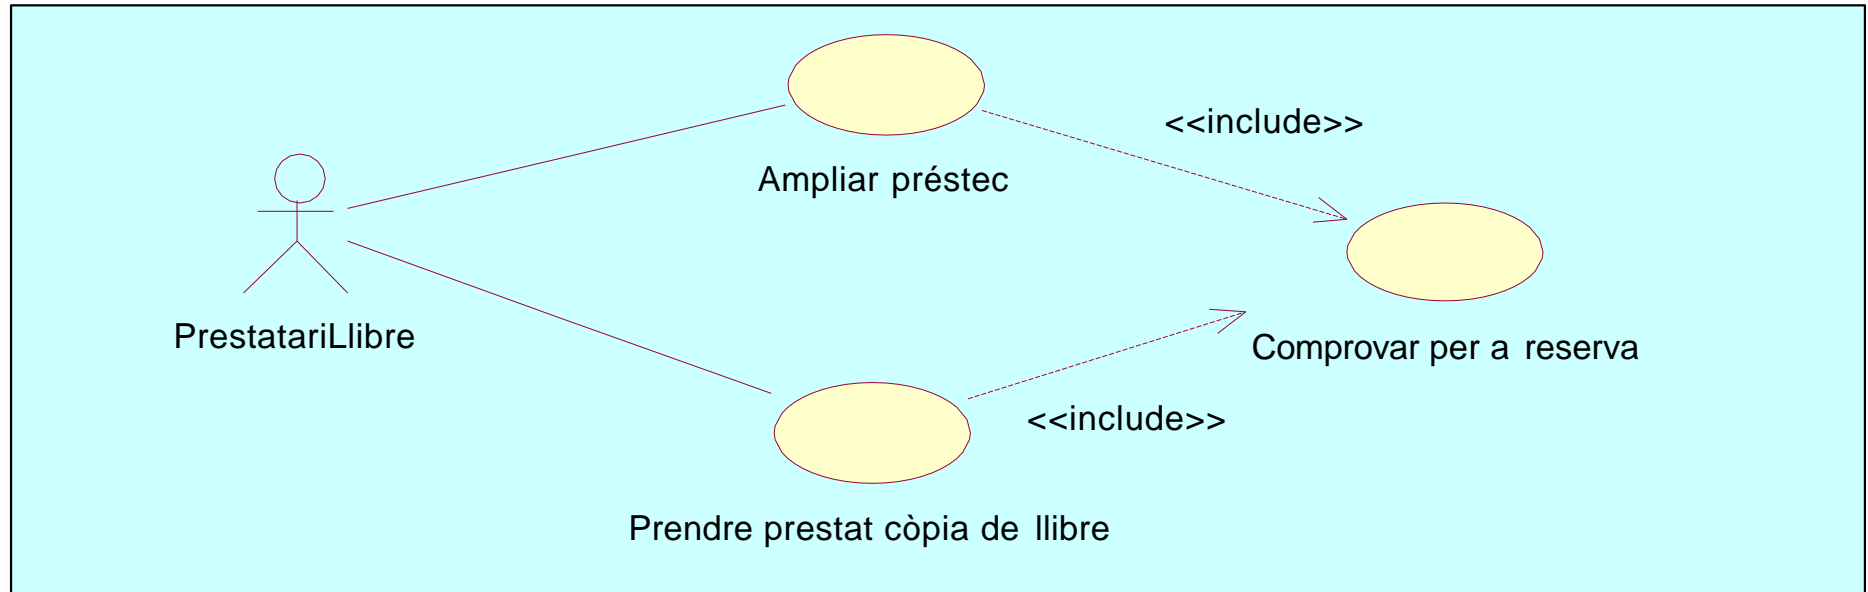 <<include>>
Ampliar préstec
PrestatariLlibre
Comprovar per a reserva
<<include>>
Prendre prestat còpia de llibre